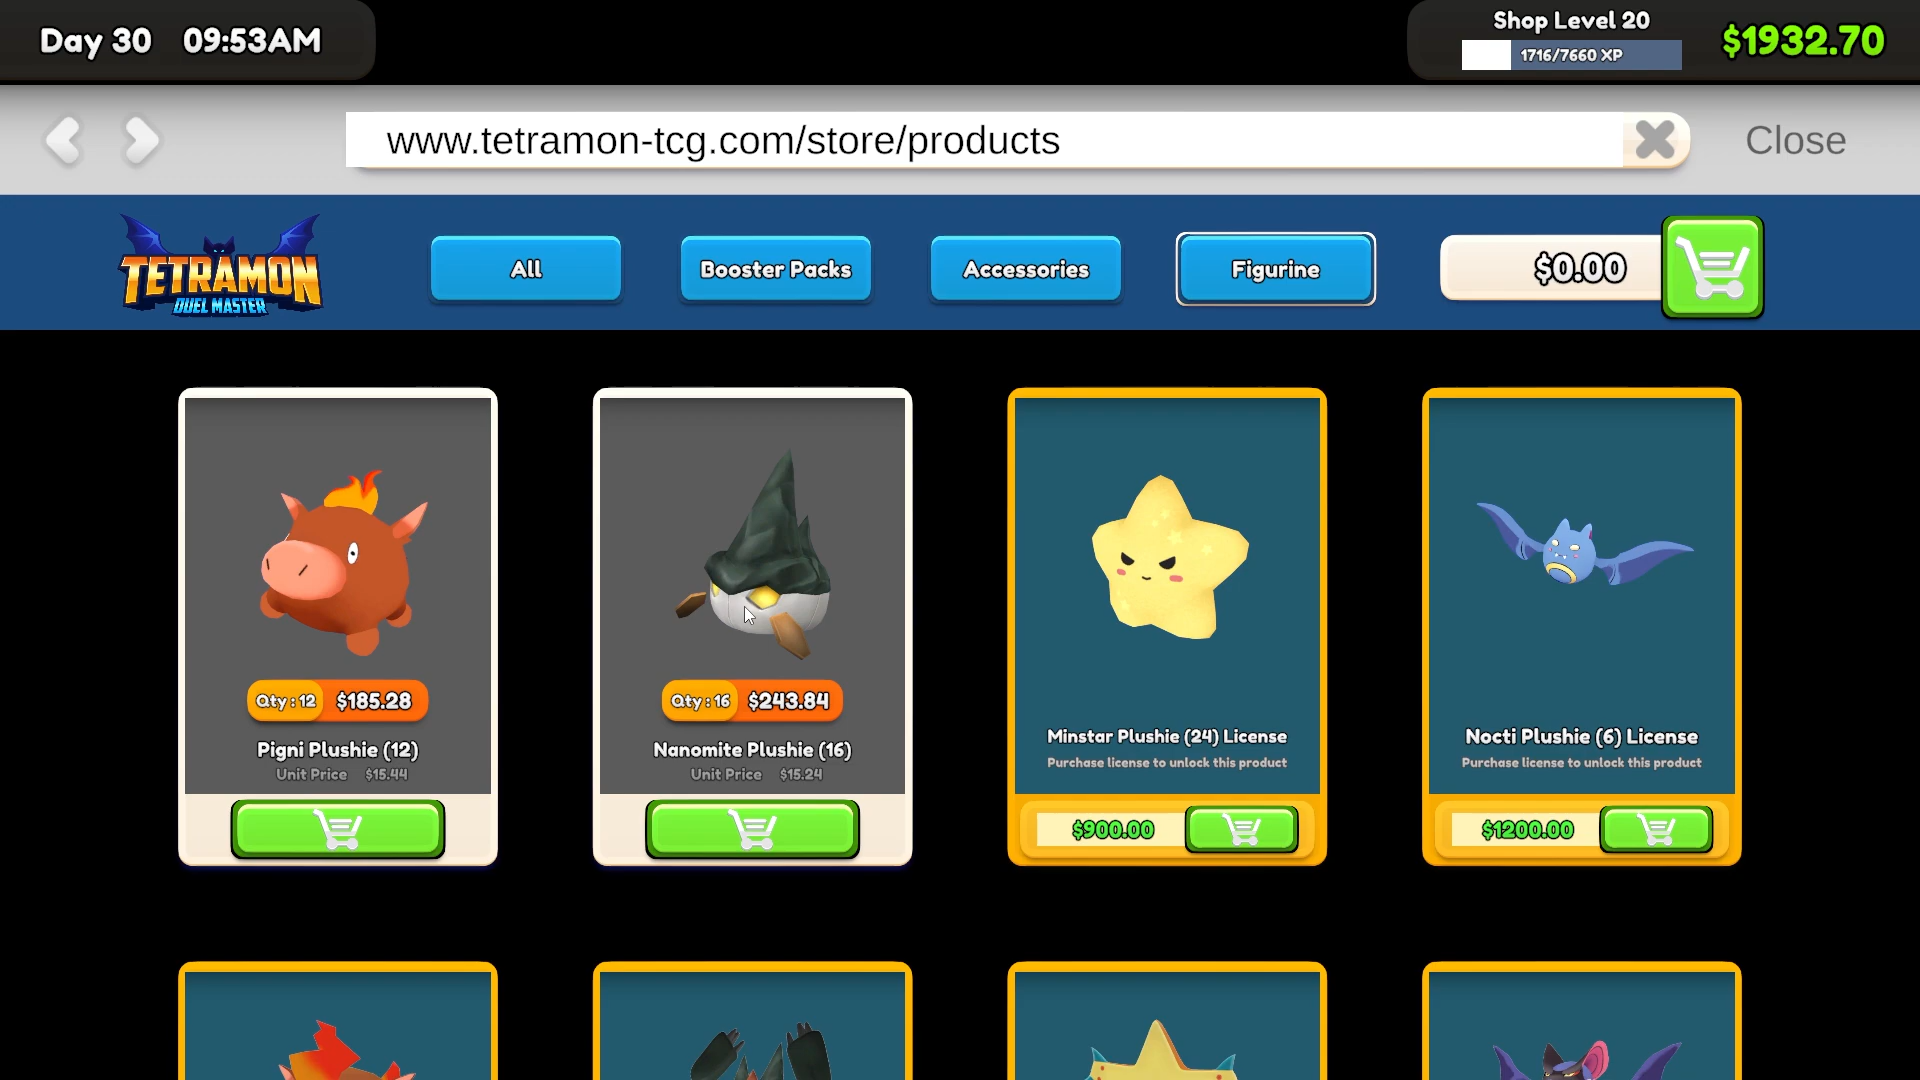 Day 30 09:53AM
Shop Level 20
1716/7660 XP
$1932.70
www.tetramon-tcg.com/store/products
Close
TETRAMON
DUEL MASTER
All
Booster Packs
Accessories
Figurine
$0.00
Qty : 12 $185.28
Pigni Plushie (12)
Unit Price $15.44
Qty : 16 $243.84
Nanomite Plushie (16)
Unit Price $15.24
Minstar Plushie (24) License
Purchase license to unlock this product
$900.00
Nocti Plushie (6) License
Purchase license to unlock this product
$1200.00